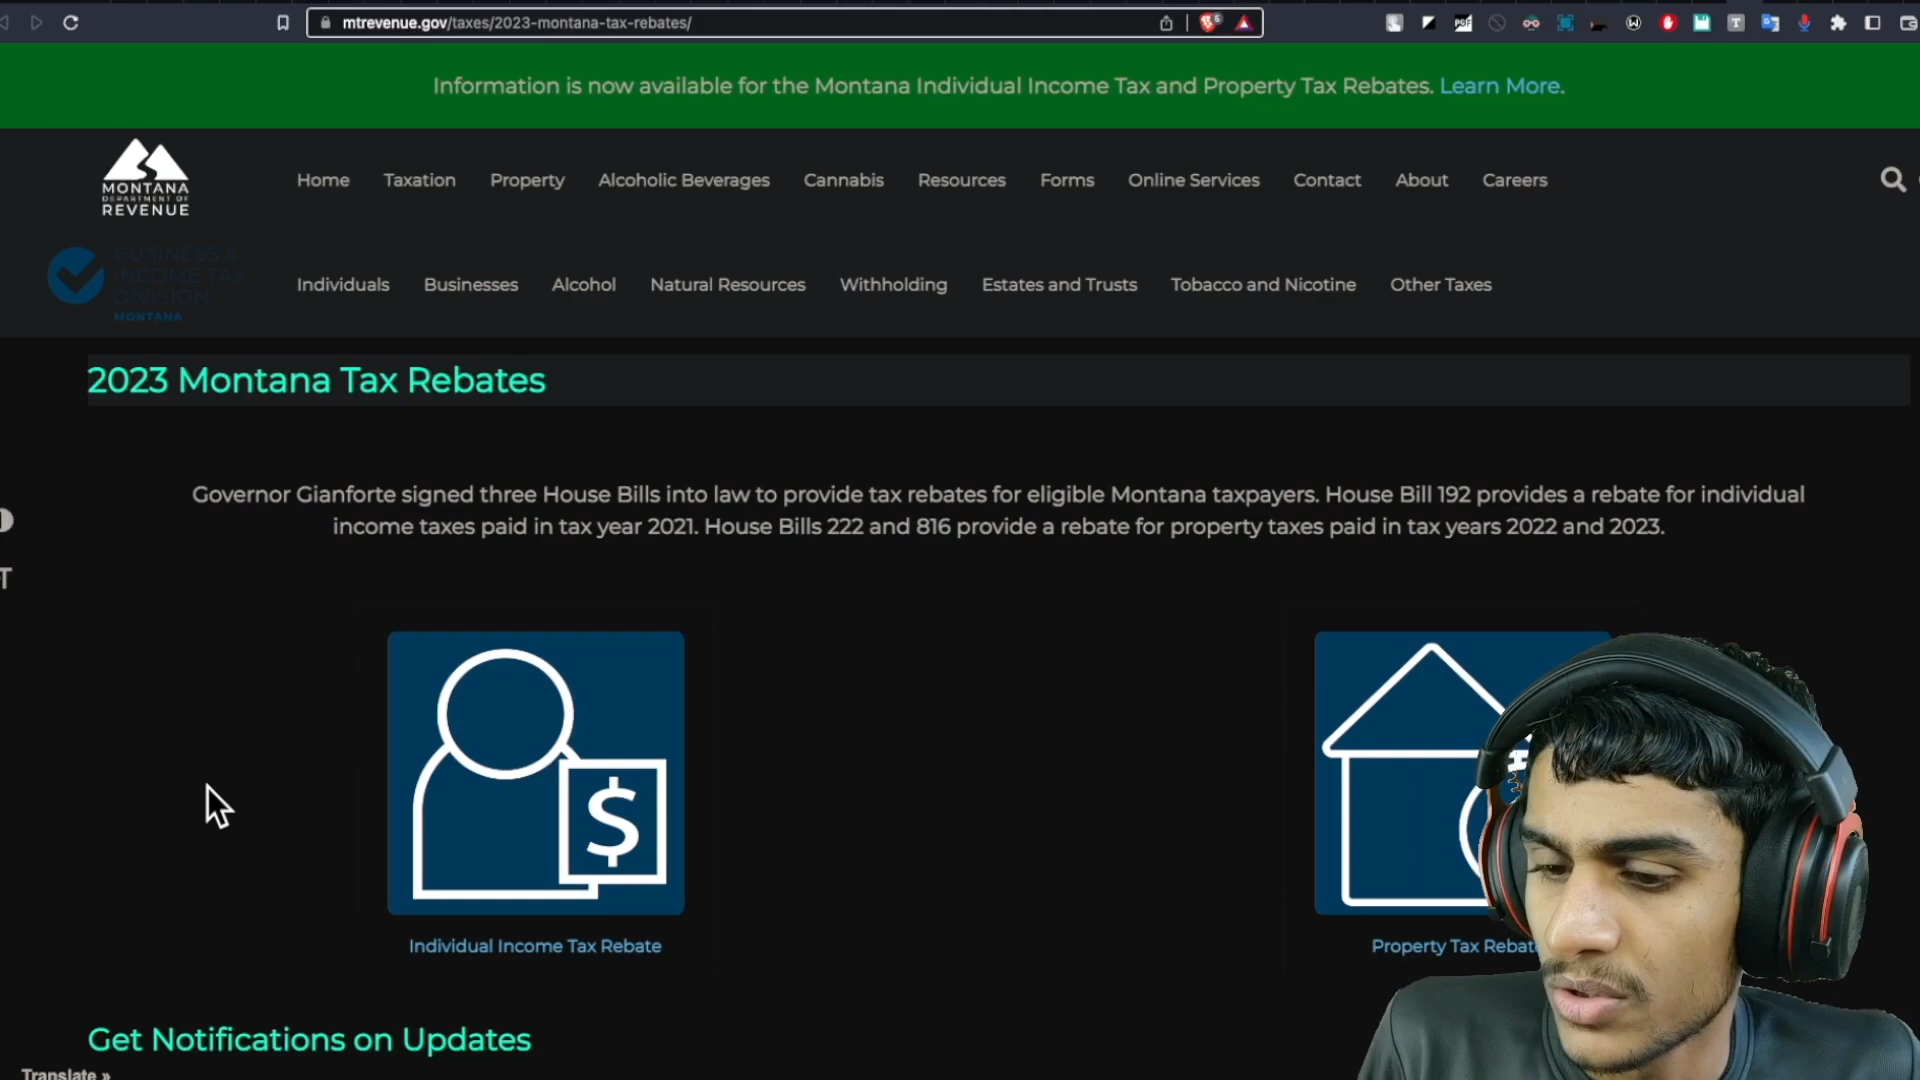 mtrevenue.gov/taxes/2023-montana-tax-rebates/
Information is now available for the Montana Individual Income Tax and Property Tax Rebates. Learn More.
MONTANA
DEPARTMENT OF
REVENUE
Home Taxation Property Alcoholic Beverages Cannabis Resources Forms Online Services Contact About Careers
BUSINESS &
INCOME TAX
DIVISION
MONTANA
Individuals Businesses Alcohol Natural Resources Withholding Estates and Trusts Tobacco and Nicotine Other Taxes
2023 Montana Tax Rebates
Governor Gianforte signed three House Bills into law to provide tax rebates for eligible Montana taxpayers. House Bill 192 provides a rebate for individual
income taxes paid in tax year 2021. House Bills 222 and 816 provide a rebate for property taxes paid in tax years 2022 and 2023.
$
Individual Income Tax Rebate
Property Tax Rebat
Get Notifications on Updates
Translate »